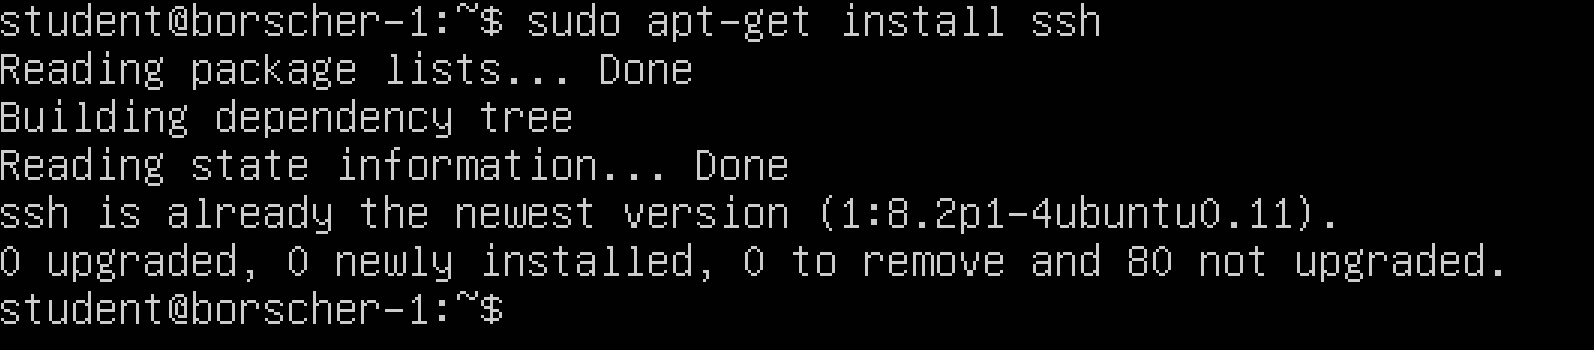 student@borscher-1:~$ sudo apt-get install ssh
Reading package lists... Done
Building dependency tree
Reading state information... Done
ssh is already the newest version (1:8.2p1-4ubuntu0.11).
0 upgraded, 0 newly installed, 0 to remove and 80 not upgraded.
student@borscher-1:~$